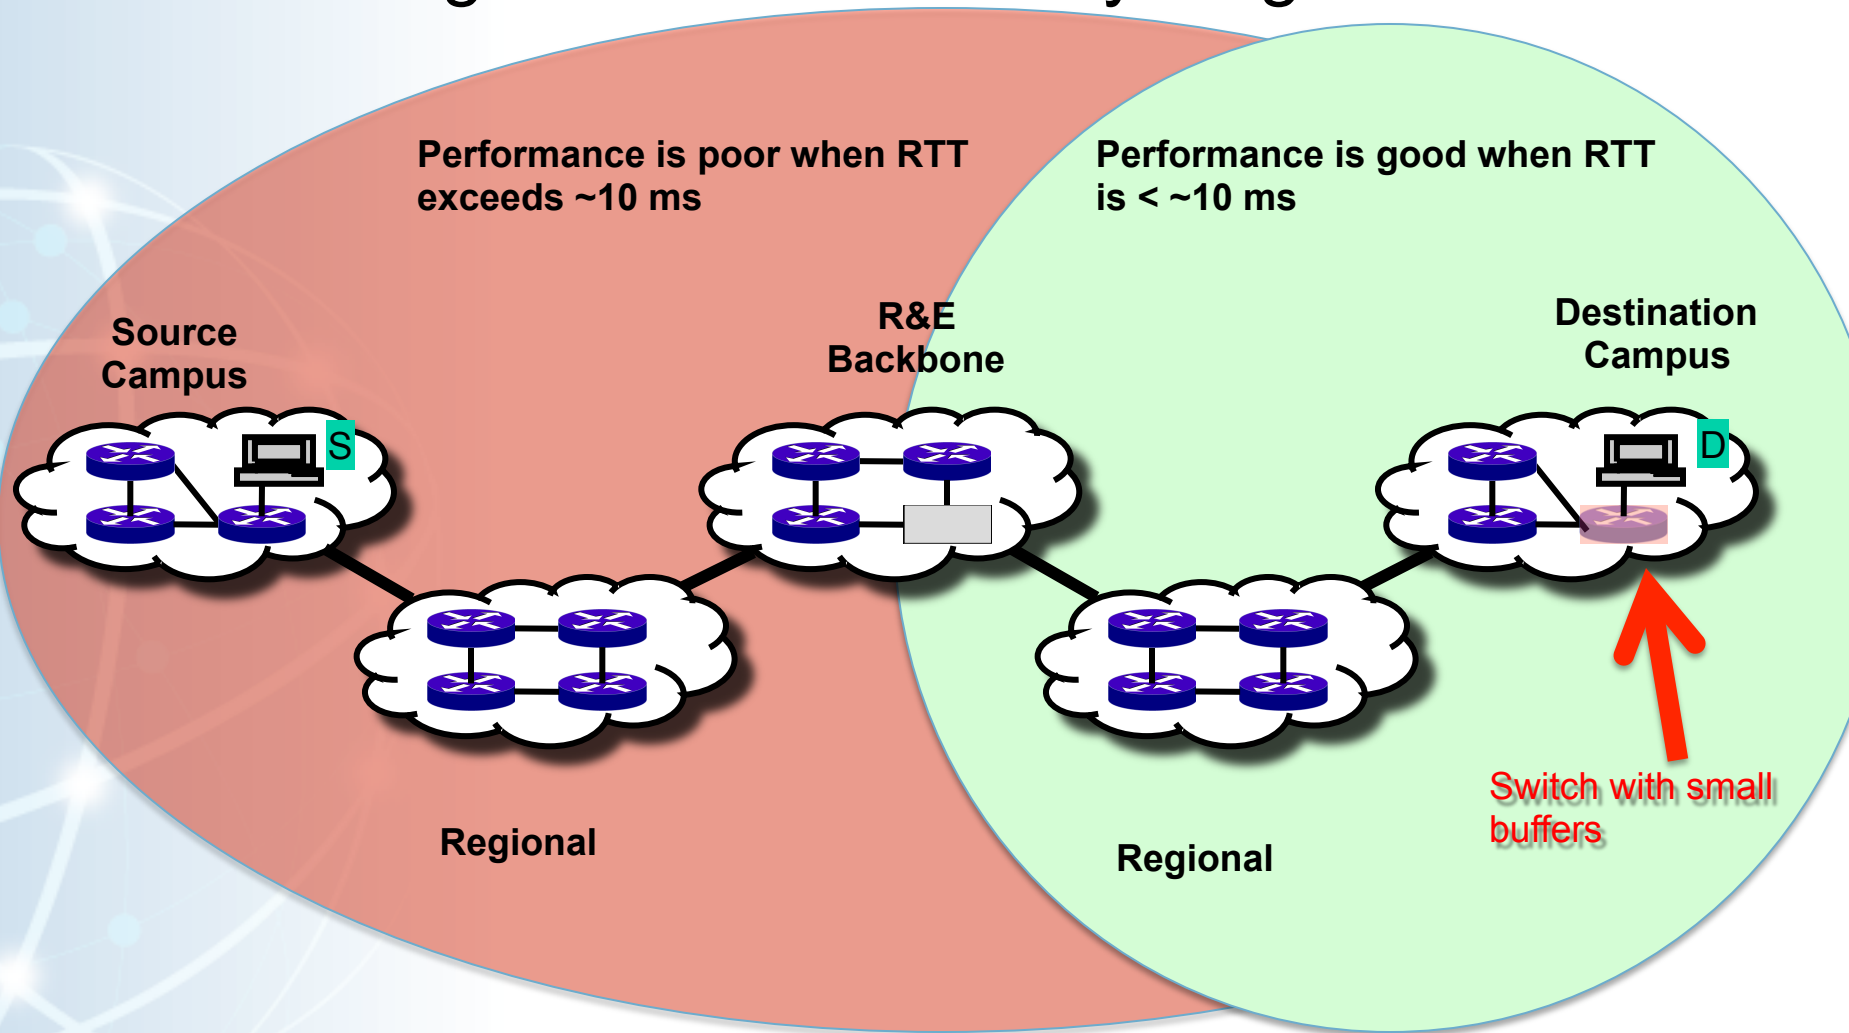 Performance is poor when RTT
exceeds ~10 ms
Performance is good when RTT
is < ~10 ms
Source
Campus
R&E
Backbone
Destination
Campus
S
D
Regional
Regional
Switch with small
buffers